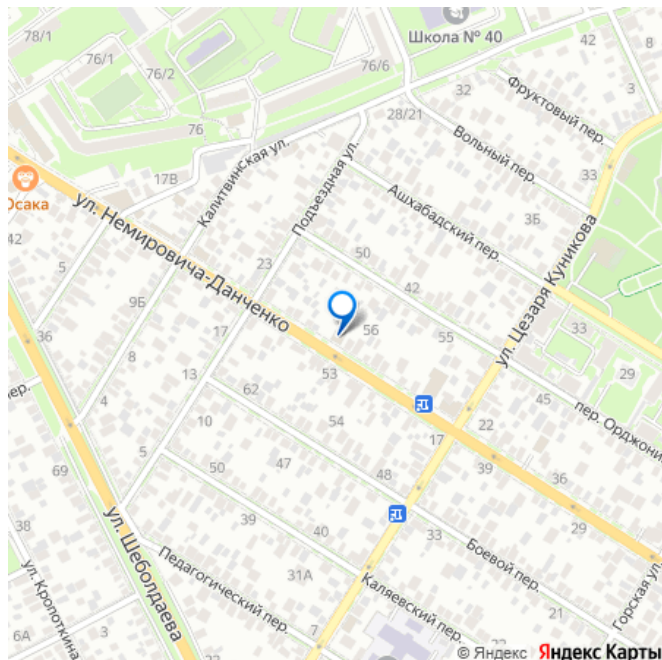 78/1
76/1
76/2
76/6
Школа № 40
42
8
32
Фруктовый пер.
3
28/21
Вольный пер.
76
17В
Калитвинская ул.
Подъездная ул.
Ашхабадский пер.
33
3Б
Осака
ул. Немировича-Данченко
42
5
23
50
42
ул. Цезаря Куникова
9Б
36
17
56
55
33
29
8
13
53
пер.
4
62
45
пер. Орджони
10
54
17
22
5
47
48
39
36
69
50
ул. Шеболдаева
39
40
33
29
38
Боевой пер.
ул. Кропоткина
Педагогический пер.
31А
Каляевский пер.
Горская ул.
21
6А
3
7
© Яндекс Яндекс Карты